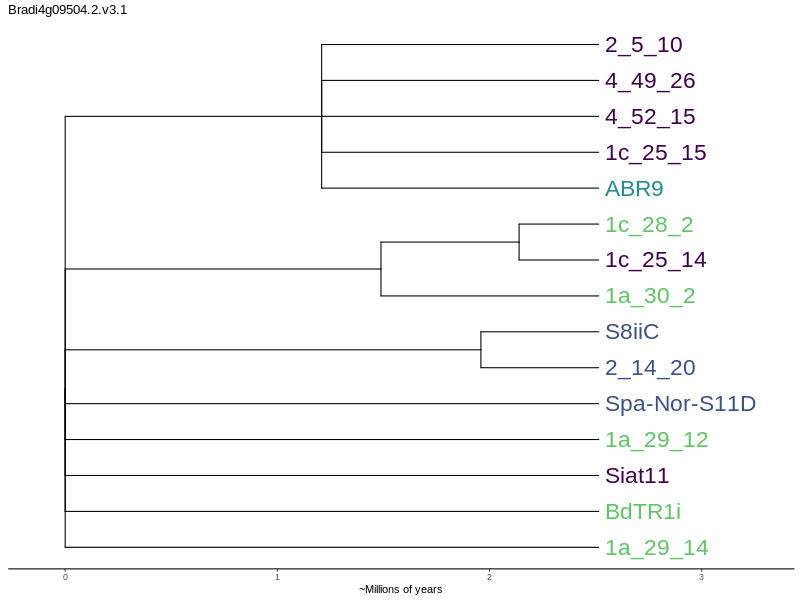 Bradi4g09504.2.v3.1
2_5_10
4_49_26
4_52_15
1c_25_15
ABR9
1c_28_2
1c_25_14
1a_30_2
S8iiC
2_14_20
Spa-Nor-S11D
1a_29_12
Siat11
BdTR1i
1a_29_14
0 1 2 3
~Millions of years